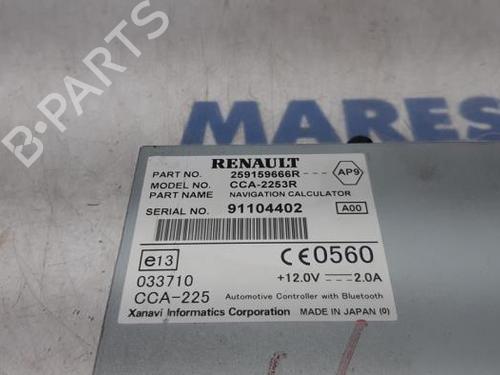 B-PARTS
MARES
RENAULT
PART NO. 259159666R
MODEL NO. CCA-2253R
PART NAME NAVIGATION CALCULATOR
AP9
SERIAL NO. 91104402 A00
e13
CE0560
033710
+12.0V 2.0A
CCA-225 Automotive Controller with Bluetooth
Xanavi Informatics Corporation MADE IN JAPAN (0)